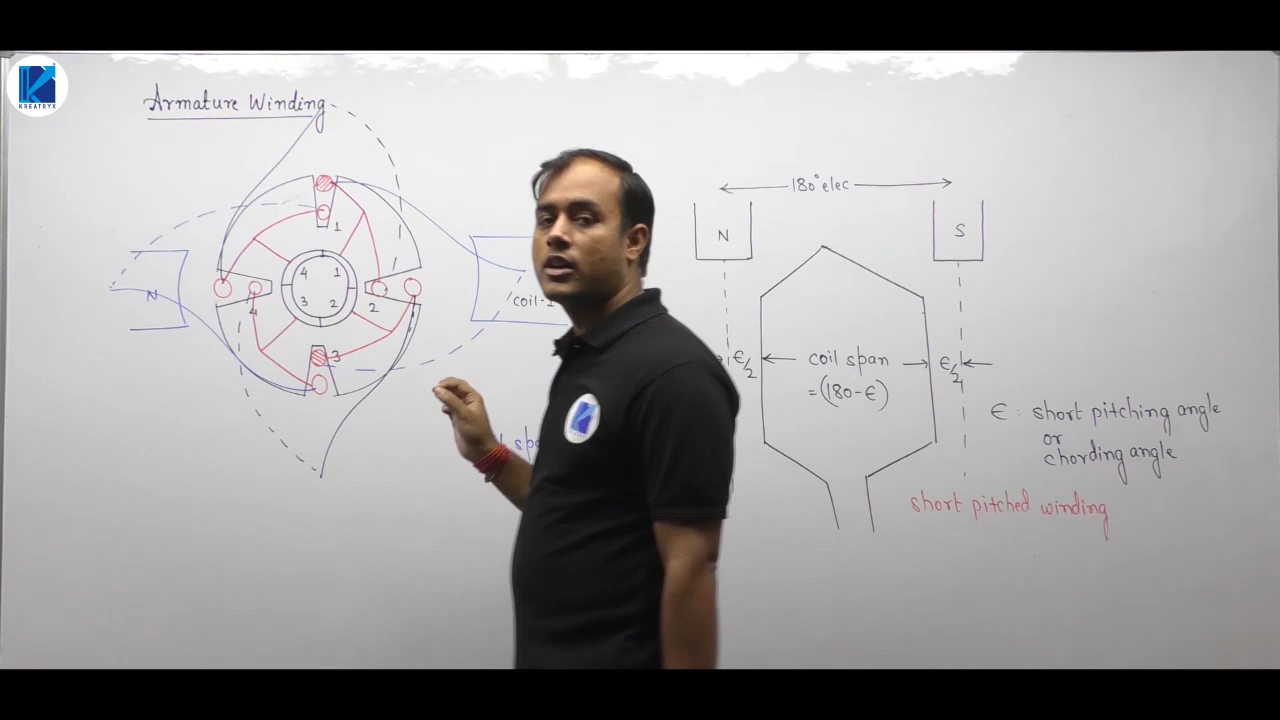 KREATRYX
Armature Winding
180° elec
N
S
1
4 1
3 2
2
4
3
N
coil-1
ϵ/2
coil span
= (180-ϵ)
ϵ/2
ϵ : short pitching angle
or
chording angle
short pitched winding